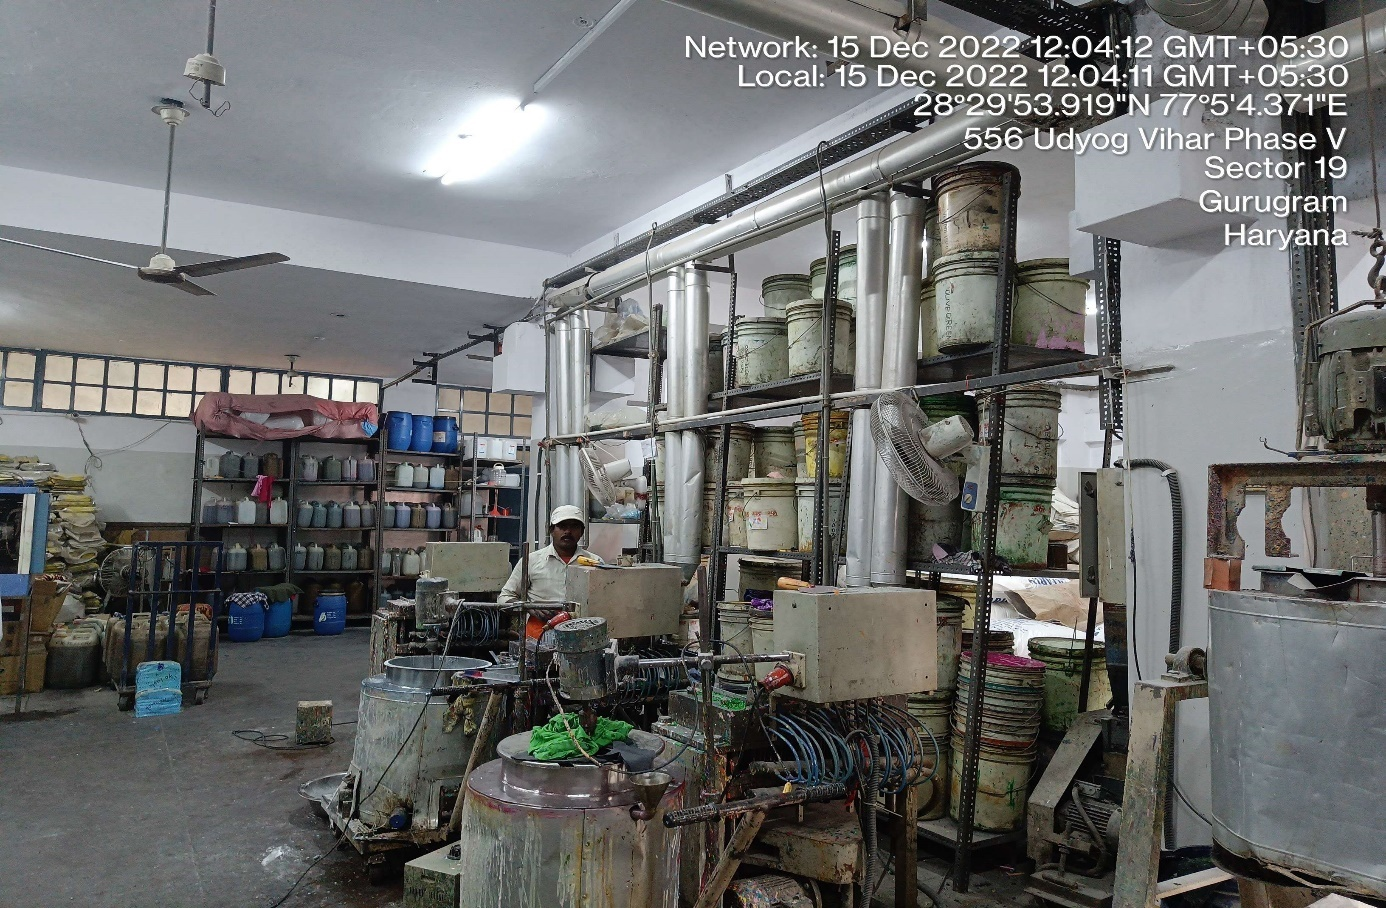 Network: 15 Dec 2022 12:04:12 GMT+05:30
Local: 15 Dec 2022 12:04:11 GMT+05:30
28°29'53.919"N 77°5'4.371"E
556 Udyog Vihar Phase V
Sector 19
Gurugram
Haryana